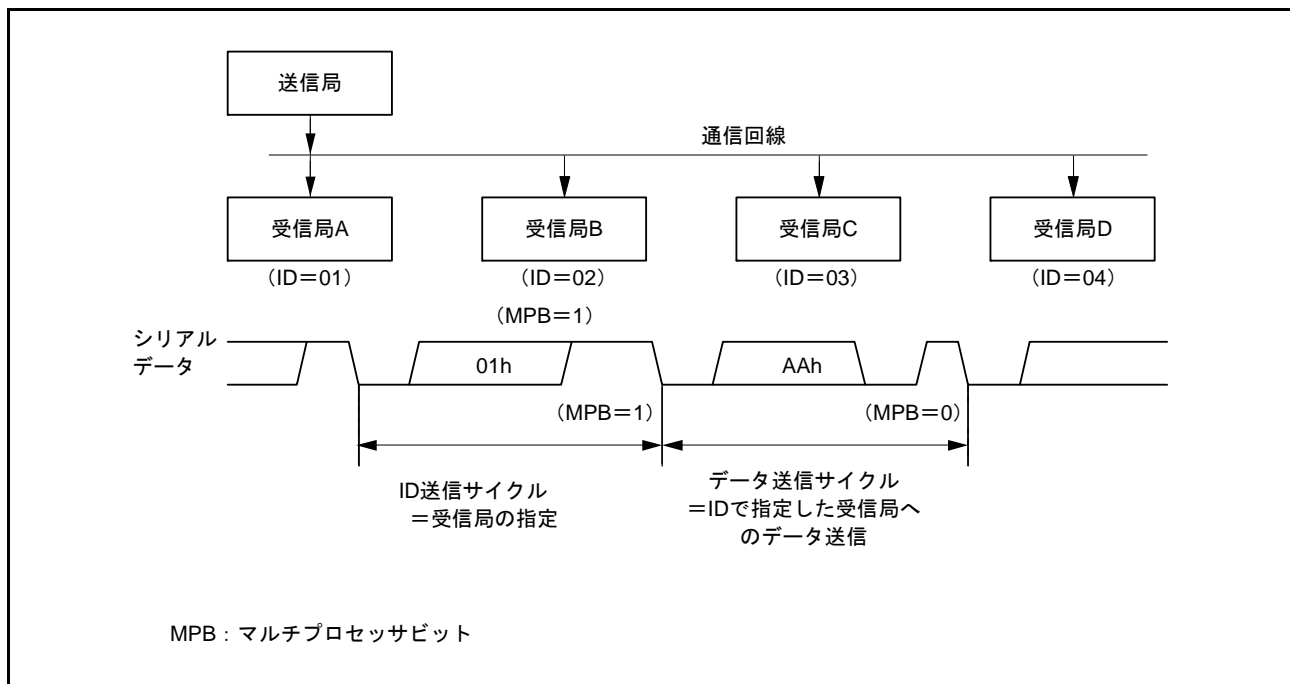 送信局
通信回線
受信局A
受信局B
受信局C
受信局D
(ID=01)
(ID=02)
(ID=03)
(ID=04)
(MPB=1)
シリアル
データ
01h
AAh
(MPB=1)
(MPB=0)
ID送信サイクル
=受信局の指定
データ送信サイクル
=IDで指定した受信局へ
のデータ送信
MPB:マルチプロセッサビット